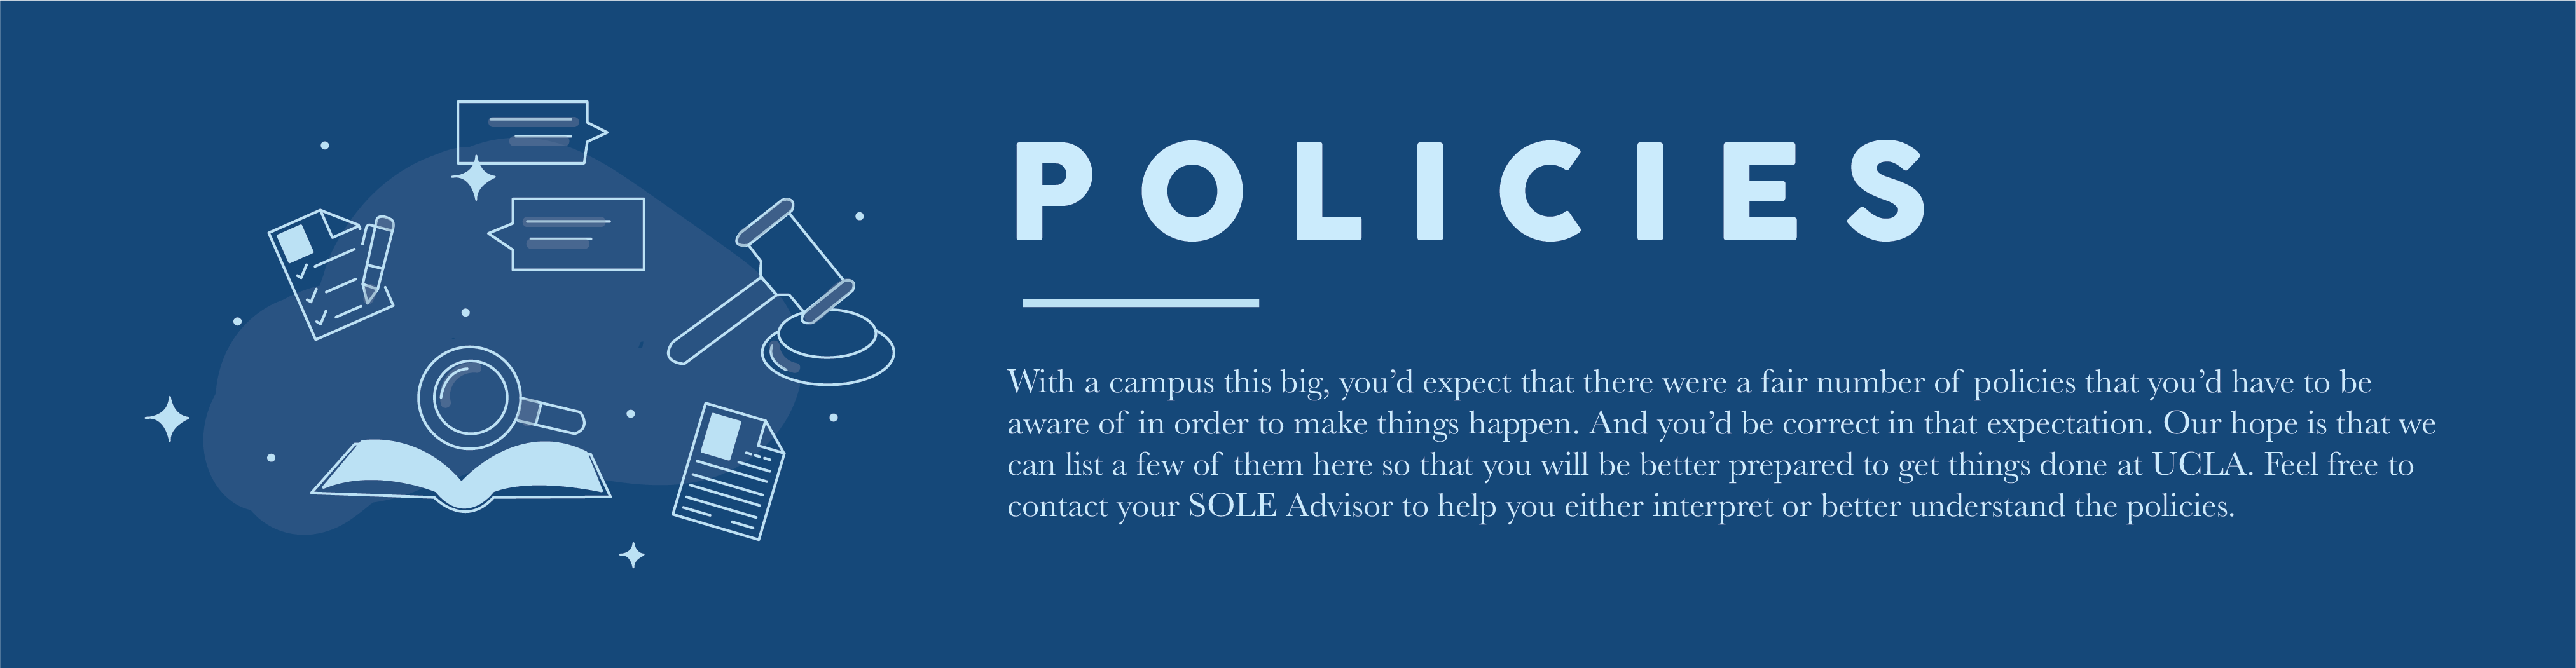 POLICIES
With a campus this big, you’d expect that there were a fair number of policies that you’d have to be
aware of in order to make things happen. And you’d be correct in that expectation. Our hope is that we
can list a few of them here so that you will be better prepared to get things done at UCLA. Feel free to
contact your SOLE Advisor to help you either interpret or better understand the policies.